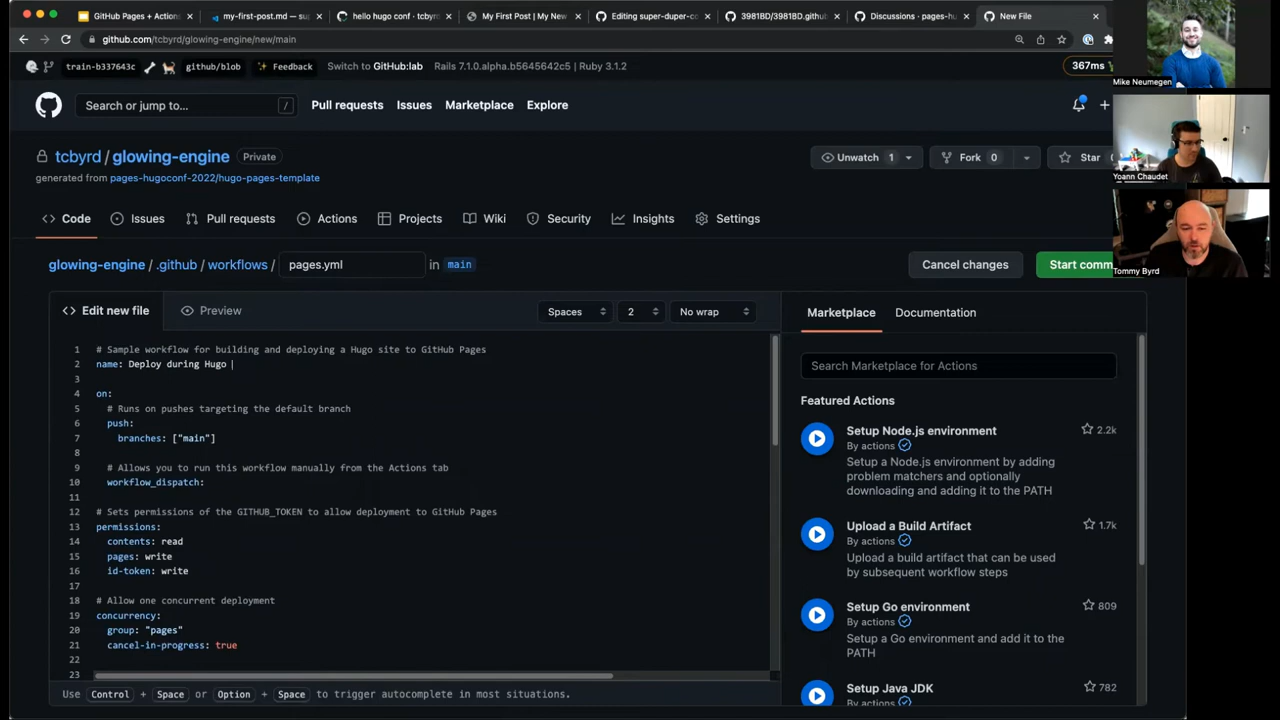 GitHub Pages + Actions
my-first-post.md — su
hello hugo conf · tcbyrd
My First Post | My New
Editing super-duper-co
3981BD/3981BD.github
Discussions · pages-hu
New File
github.com/tcbyrd/glowing-engine/new/main
train-b337643c
github/blob
Feedback
Switch to GitHub:lab
Rails 7.1.0.alpha.b5645642c5 | Ruby 3.1.2
367ms
Search or jump to...
/
Pull requests
Issues
Marketplace
Explore
tcbyrd / glowing-engine
Private
Unwatch 1
Fork 0
Star
generated from pages-hugoconf-2022/hugo-pages-template
Code
Issues
Pull requests
Actions
Projects
Wiki
Security
Insights
Settings
glowing-engine / .github / workflows / pages.yml in main
Cancel changes
Start comm
Edit new file
Preview
Spaces
2
No wrap
1 # Sample workflow for building and deploying a Hugo site to GitHub Pages
2 name: Deploy during Hugo
3
4 on:
5 # Runs on pushes targeting the default branch
6 push:
7 branches: ["main"]
8
9 # Allows you to run this workflow manually from the Actions tab
10 workflow_dispatch:
11
12 # Sets permissions of the GITHUB_TOKEN to allow deployment to GitHub Pages
13 permissions:
14 contents: read
15 pages: write
16 id-token: write
17
18 # Allow one concurrent deployment
19 concurrency:
20 group: "pages"
21 cancel-in-progress: true
22
23
Use Control + Space or Option + Space to trigger autocomplete in most situations.
Marketplace
Documentation
Search Marketplace for Actions
Featured Actions
Setup Node.js environment
2.2k
By actions
Setup a Node.js environment by adding
problem matchers and optionally
downloading and adding it to the PATH
Upload a Build Artifact
1.7k
By actions
Upload a build artifact that can be used
by subsequent workflow steps
Setup Go environment
809
By actions
Setup a Go environment and add it to the
PATH
Setup Java JDK
782
By actions
Mike Neumegen
Yoann Chaudet
Tommy Byrd